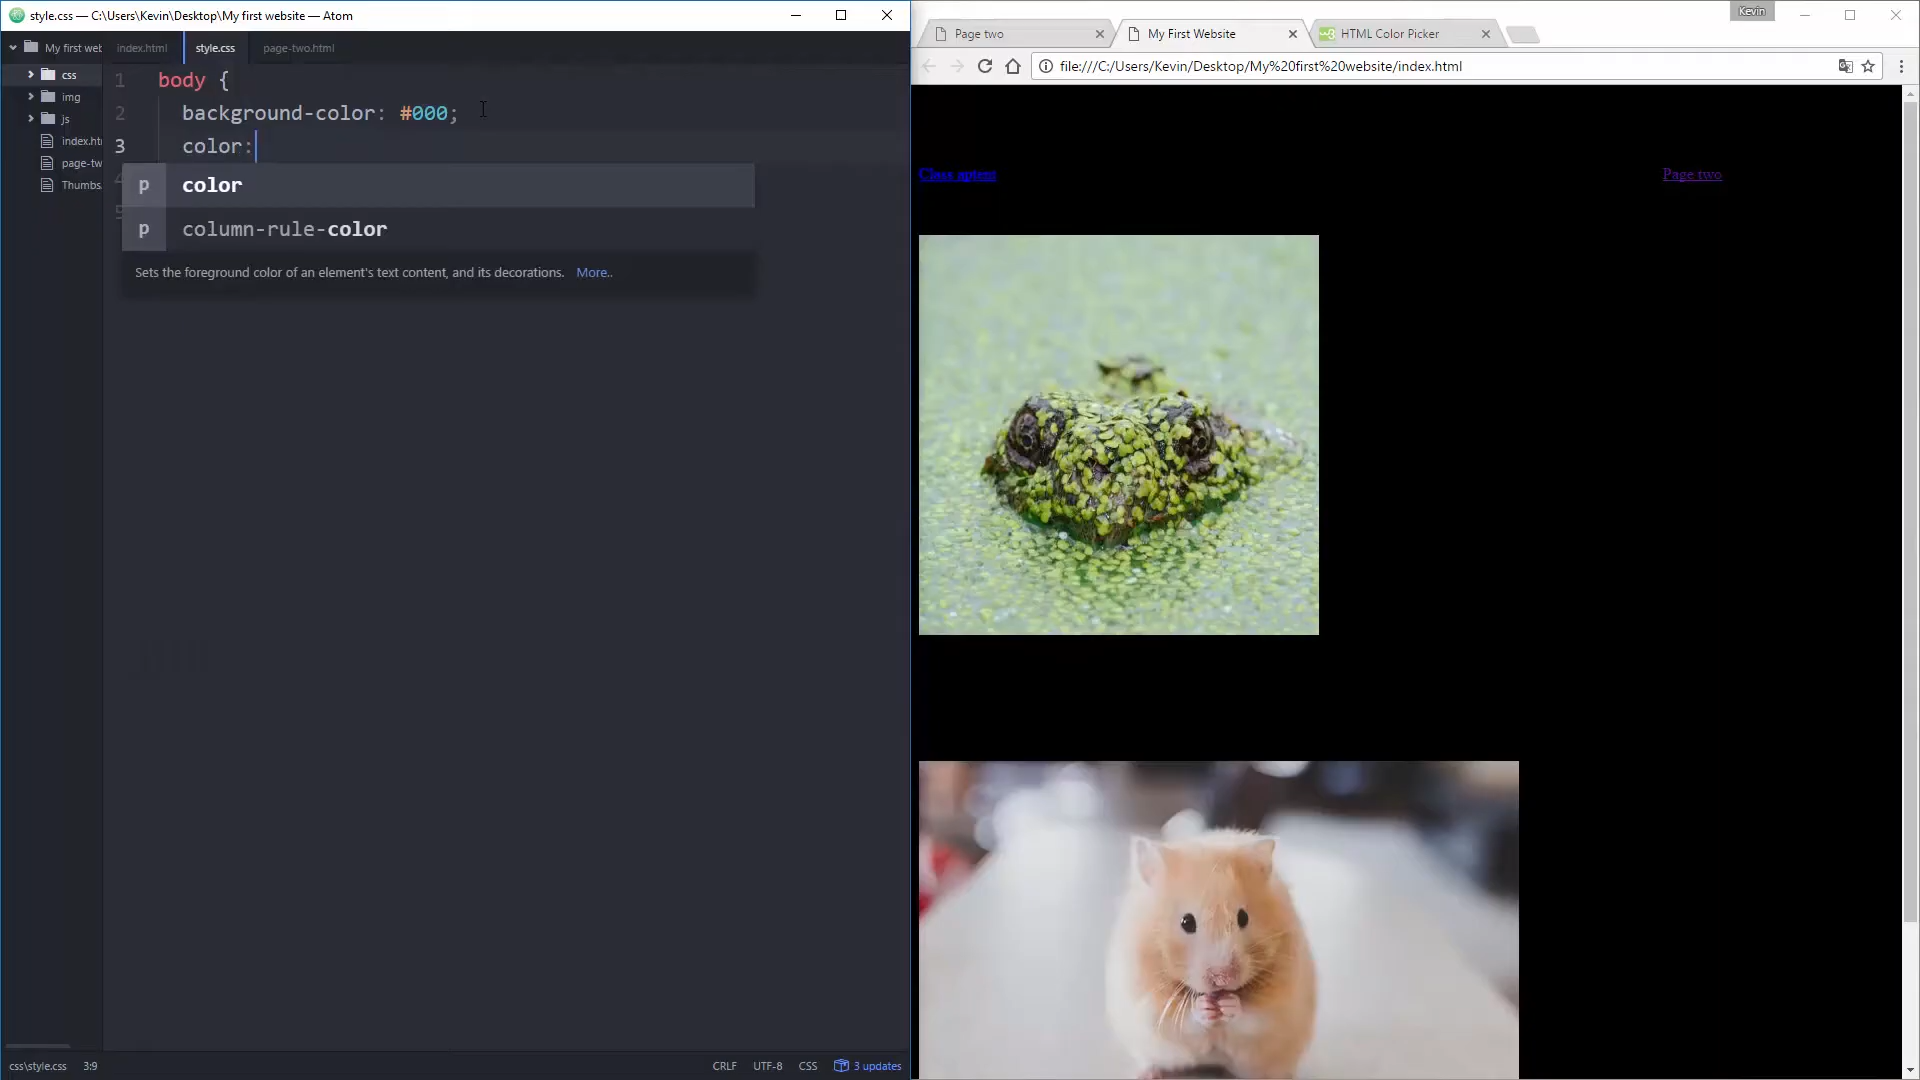 style.css — C:\Users\Kevin\Desktop\My first website — Atom
My first web
index.html
style.css
page-two.html
css
img
js
index.htm
page-tw
Thumbs.
1 body {
2 background-color: #000;
3 color:
p color
p column-rule-color
Sets the foreground color of an element's text content, and its decorations. More..
css\style.css 3:9
CRLF UTF-8 CSS 3 updates
Kevin
Page two
My First Website
HTML Color Picker
file:///C:/Users/Kevin/Desktop/My%20first%20website/index.html
Class aptent
Page two